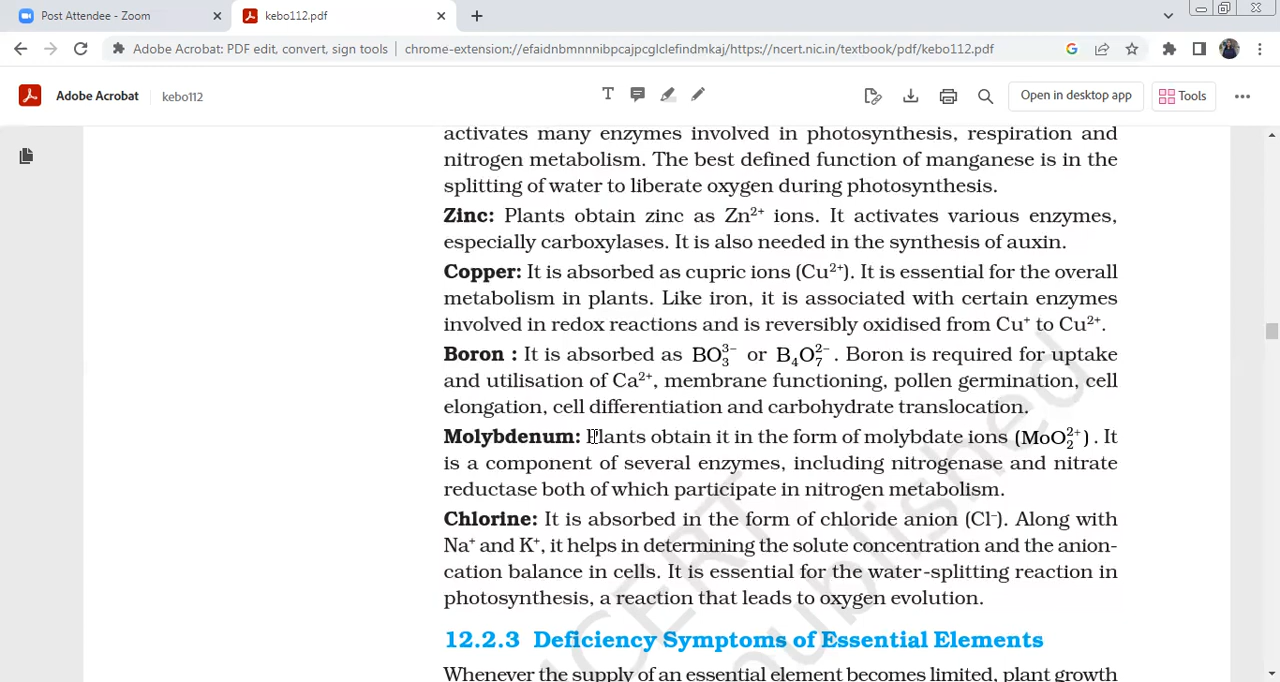 Post Attendee - Zoom
kebo112.pdf
Adobe Acrobat: PDF edit, convert, sign tools | chrome-extension://efaidnbmnnnibpcajpcglclefindmkaj/https://ncert.nic.in/textbook/pdf/kebo112.pdf
Adobe Acrobat
kebo112
Open in desktop app
Tools
activates many enzymes involved in photosynthesis, respiration and
nitrogen metabolism. The best defined function of manganese is in the
splitting of water to liberate oxygen during photosynthesis.
Zinc: Plants obtain zinc as Zn²⁺ ions. It activates various enzymes,
especially carboxylases. It is also needed in the synthesis of auxin.
Copper: It is absorbed as cupric ions (Cu²⁺). It is essential for the overall
metabolism in plants. Like iron, it is associated with certain enzymes
involved in redox reactions and is reversibly oxidised from Cu⁺ to Cu²⁺.
Boron : It is absorbed as BO₃³⁻ or B₄O₇²⁻ . Boron is required for uptake
and utilisation of Ca²⁺, membrane functioning, pollen germination, cell
elongation, cell differentiation and carbohydrate translocation.
Molybdenum: Plants obtain it in the form of molybdate ions (MoO₂²⁺) . It
is a component of several enzymes, including nitrogenase and nitrate
reductase both of which participate in nitrogen metabolism.
Chlorine: It is absorbed in the form of chloride anion (Cl⁻). Along with
Na⁺ and K⁺, it helps in determining the solute concentration and the anion-
cation balance in cells. It is essential for the water-splitting reaction in
photosynthesis, a reaction that leads to oxygen evolution.
12.2.3 Deficiency Symptoms of Essential Elements
Whenever the supply of an essential element becomes limited, plant growth
NCERT
published